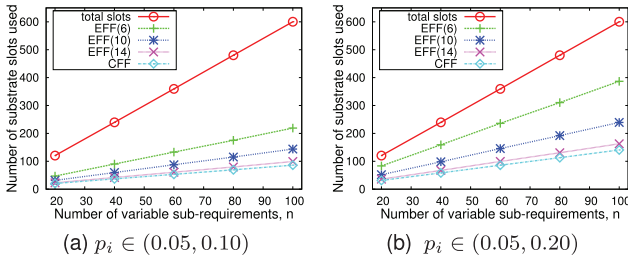 Number of substrate slots used
600
500
400
300
200
100
0
total slots
EFF(6)
EFF(10)
EFF(14)
CFF
20 30 40 50 60 70 80 90 100
Number of variable sub-requirements, n
(a) p_i ∈ (0.05, 0.10)
Number of substrate slots used
600
500
400
300
200
100
0
total slots
EFF(6)
EFF(10)
EFF(14)
CFF
20 30 40 50 60 70 80 90 100
Number of variable sub-requirements, n
(b) p_i ∈ (0.05, 0.20)